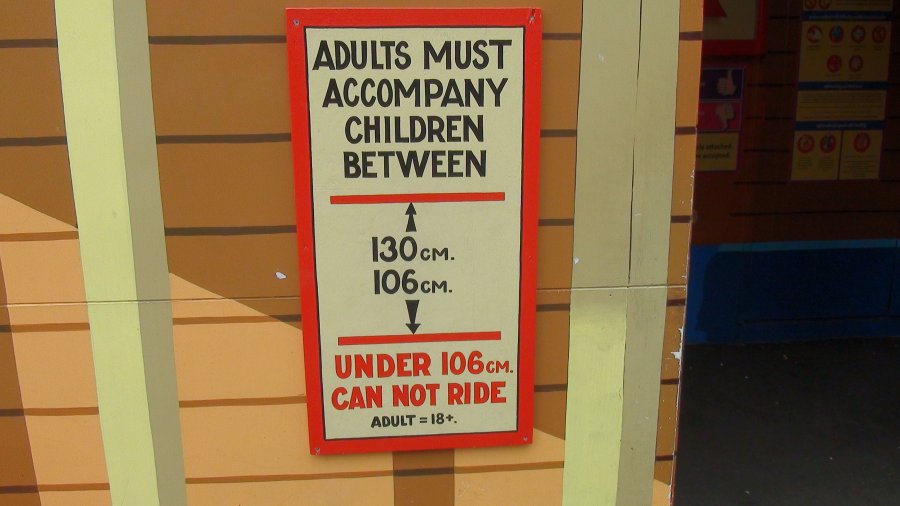 ADULTS MUST
ACCOMPANY
CHILDREN
BETWEEN
130CM.
106CM.
UNDER 106CM.
CAN NOT RIDE
ADULT = 18+.